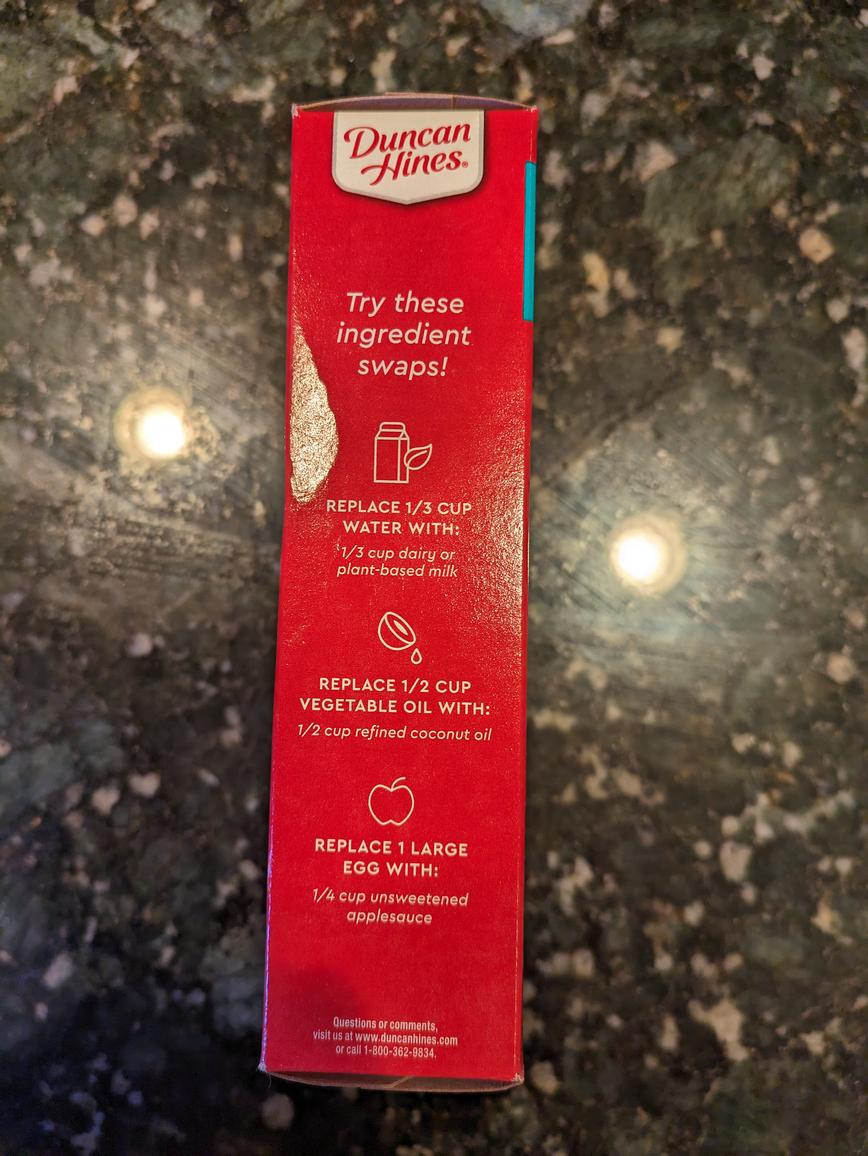 Duncan
Hines®
Try these
ingredient
swaps!
REPLACE 1/3 CUP
WATER WITH:
1/3 cup dairy or
plant-based milk
REPLACE 1/2 CUP
VEGETABLE OIL WITH:
1/2 cup refined coconut oil
REPLACE 1 LARGE
EGG WITH:
1/4 cup unsweetened
applesauce
Questions or comments,
visit us at www.duncanhines.com
or call 1-800-362-9834.